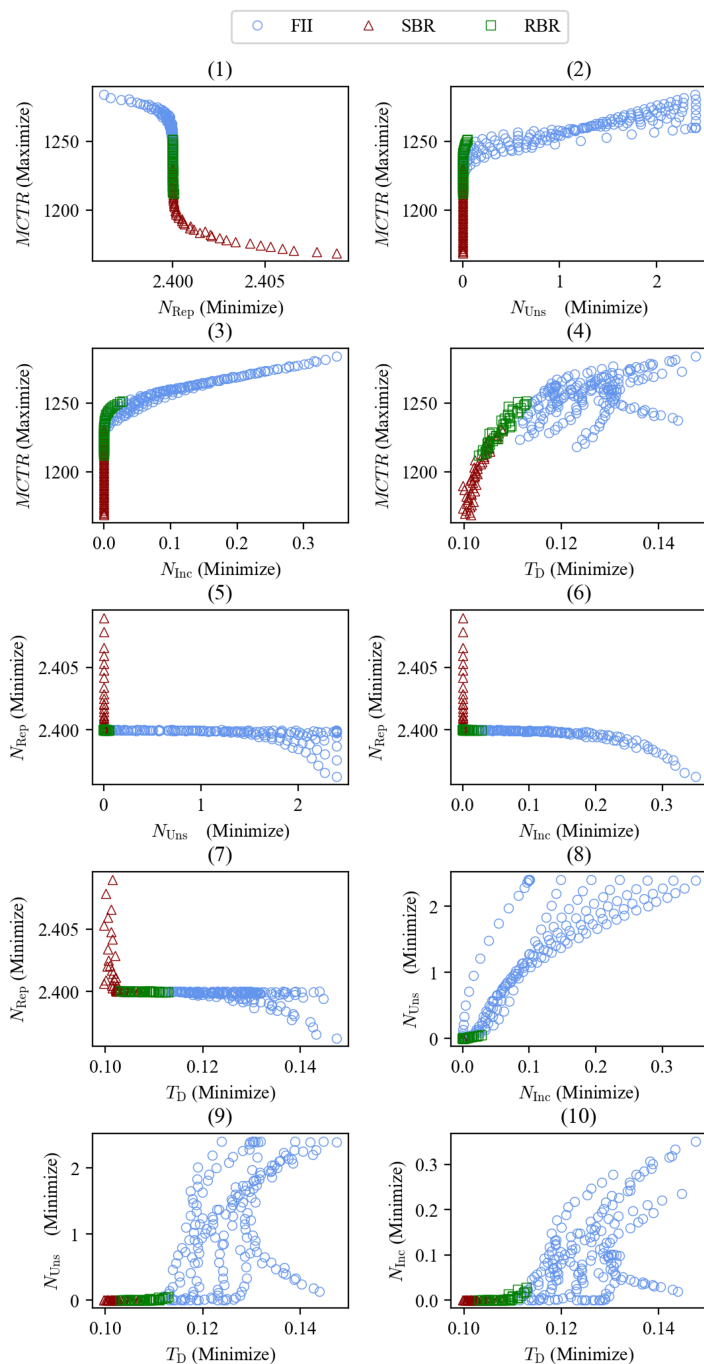 FII SBR RBR
(1) (2)
MCTR (Maximize)
1250
1200
2.400 2.405
N_Rep (Minimize)
MCTR (Maximize)
1250
1200
0 1 2
N_Uns (Minimize)
(3) (4)
MCTR (Maximize)
1250
1200
0.0 0.1 0.2 0.3
N_Inc (Minimize)
MCTR (Maximize)
1250
1200
0.10 0.12 0.14
T_D (Minimize)
(5) (6)
N_Rep (Minimize)
2.405
2.400
0 1 2
N_Uns (Minimize)
N_Rep (Minimize)
2.405
2.400
0.0 0.1 0.2 0.3
N_Inc (Minimize)
(7) (8)
N_Rep (Minimize)
2.405
2.400
0.10 0.12 0.14
T_D (Minimize)
N_Uns (Minimize)
2
1
0
0.0 0.1 0.2 0.3
N_Inc (Minimize)
(9) (10)
N_Uns (Minimize)
2
1
0
0.10 0.12 0.14
T_D (Minimize)
N_Inc (Minimize)
0.3
0.2
0.1
0.0
0.10 0.12 0.14
T_D (Minimize)